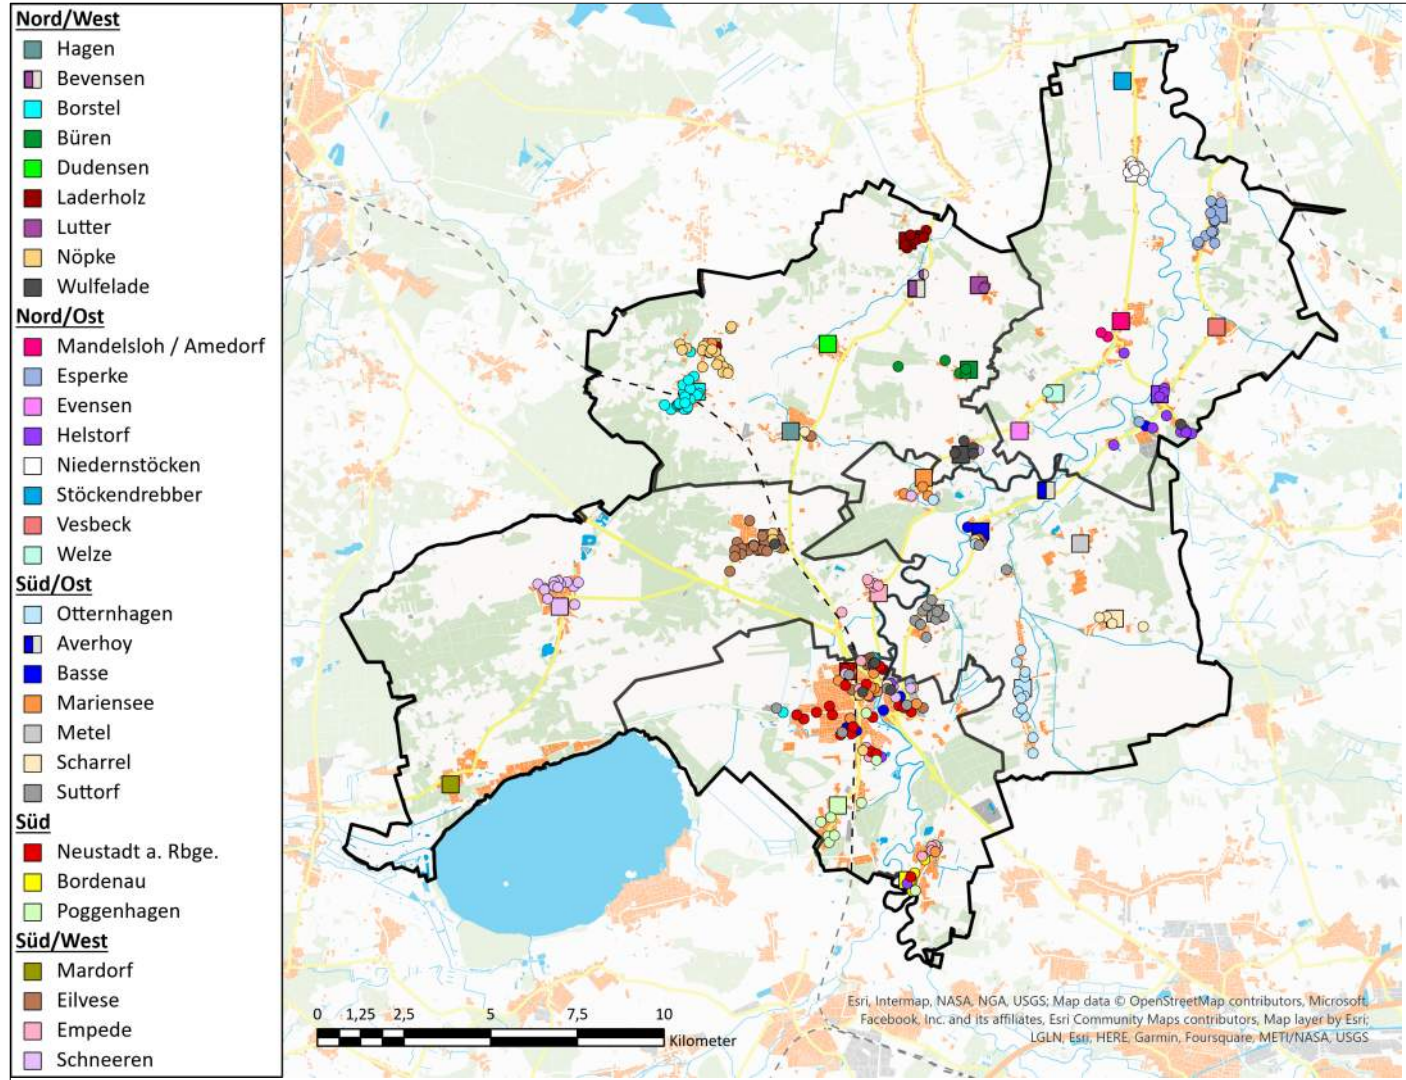 Nord/West
Hagen
Bevensen
Borstel
Büren
Dudensen
Laderholz
Lutter
Nöpke
Wulfelade
Nord/Ost
Mandelsloh / Amedorf
Esperke
Evensen
Helstorf
Niedernstöcken
Stöckendrebber
Vesbeck
Welze
Süd/Ost
Otternhagen
Averhoy
Basse
Mariensee
Metel
Scharrel
Suttorf
Süd
Neustadt a. Rbge.
Bordenau
Poggenhagen
Süd/West
Mardorf
Eilvese
Empede
Schneeren
0 1,25 2,5 5 7,5 10
Kilometer
Esri, Intermap, NASA, NGA, USGS; Map data © OpenStreetMap contributors, Microsoft,
Facebook, Inc. and its affiliates, Esri Community Maps contributors, Map layer by Esri;
LGLN, Esri, HERE, Garmin, Foursquare, METI/NASA, USGS